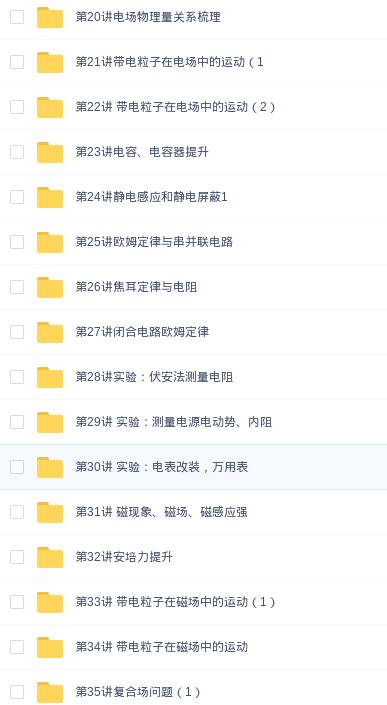 第20讲电场物理量关系梳理
第21讲带电粒子在电场中的运动（1
第22讲 带电粒子在电场中的运动（2）
第23讲电容、电容器提升
第24讲静电感应和静电屏蔽1
第25讲欧姆定律与串并联电路
第26讲焦耳定律与电阻
第27讲闭合电路欧姆定律
第28讲实验：伏安法测量电阻
第29讲 实验：测量电源电动势、内阻
第30讲 实验：电表改装，万用表
第31讲 磁现象、磁场、磁感应强
第32讲安培力提升
第33讲 带电粒子在磁场中的运动（1）
第34讲 带电粒子在磁场中的运动
第35讲复合场问题（1）